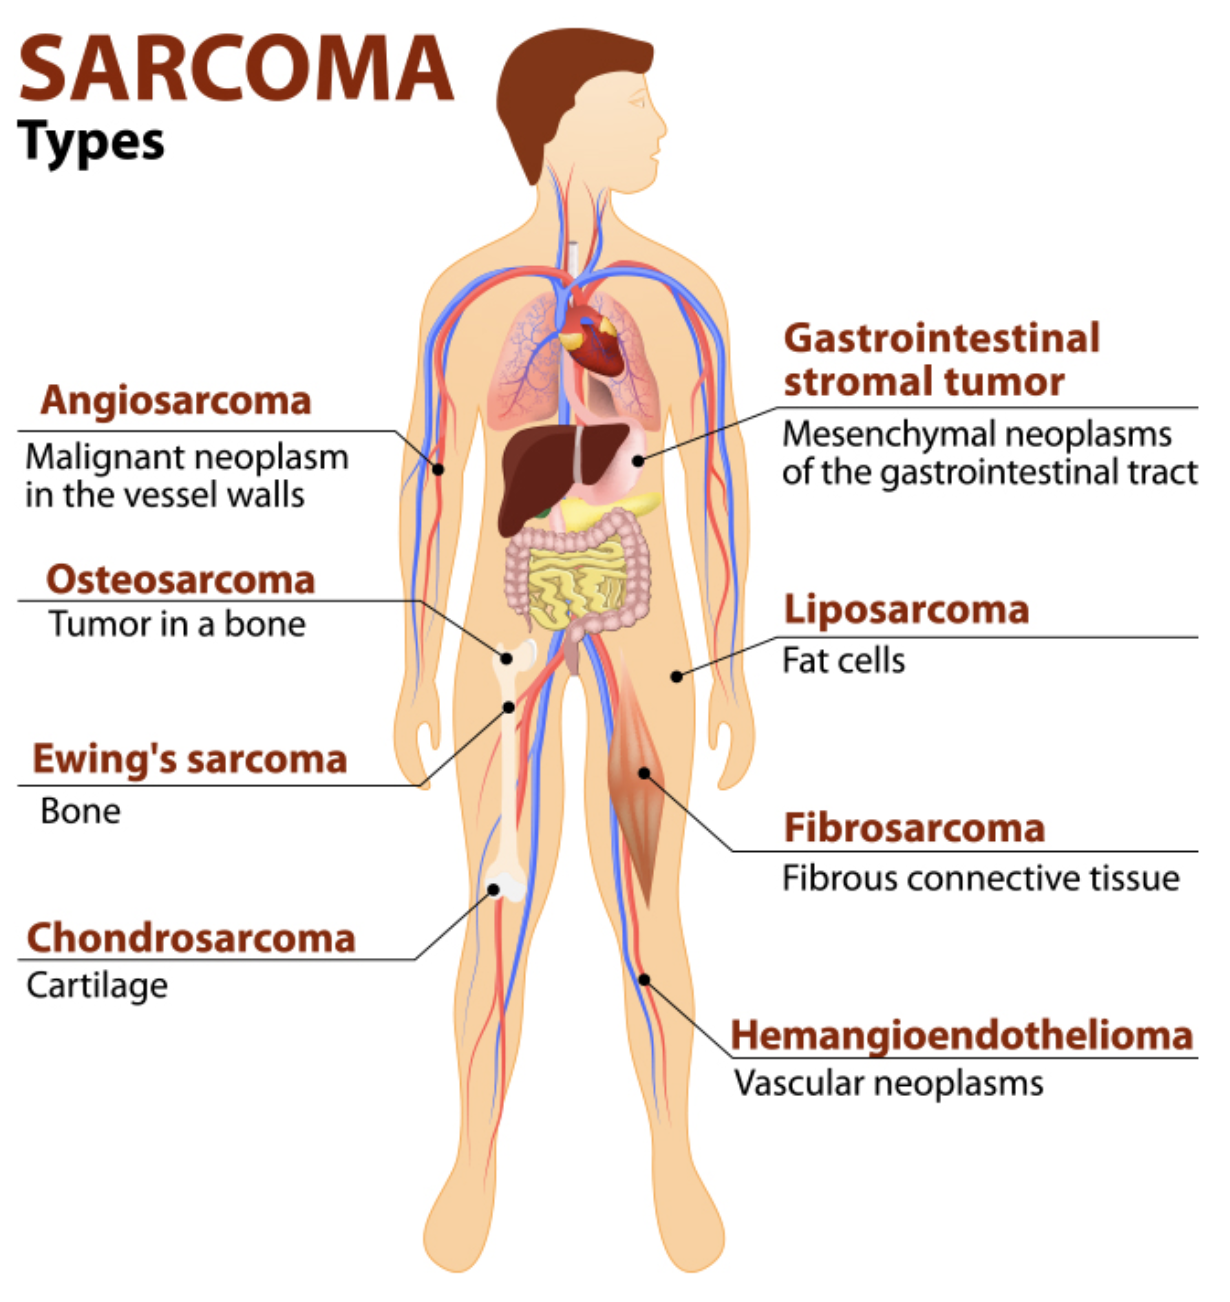 SARCOMA
Types
Angiosarcoma
Malignant neoplasm
in the vessel walls
Osteosarcoma
Tumor in a bone
Ewing's sarcoma
Bone
Chondrosarcoma
Cartilage
Gastrointestinal
stromal tumor
Mesenchymal neoplasms
of the gastrointestinal tract
Liposarcoma
Fat cells
Fibrosarcoma
Fibrous connective tissue
Hemangioendothelioma
Vascular neoplasms